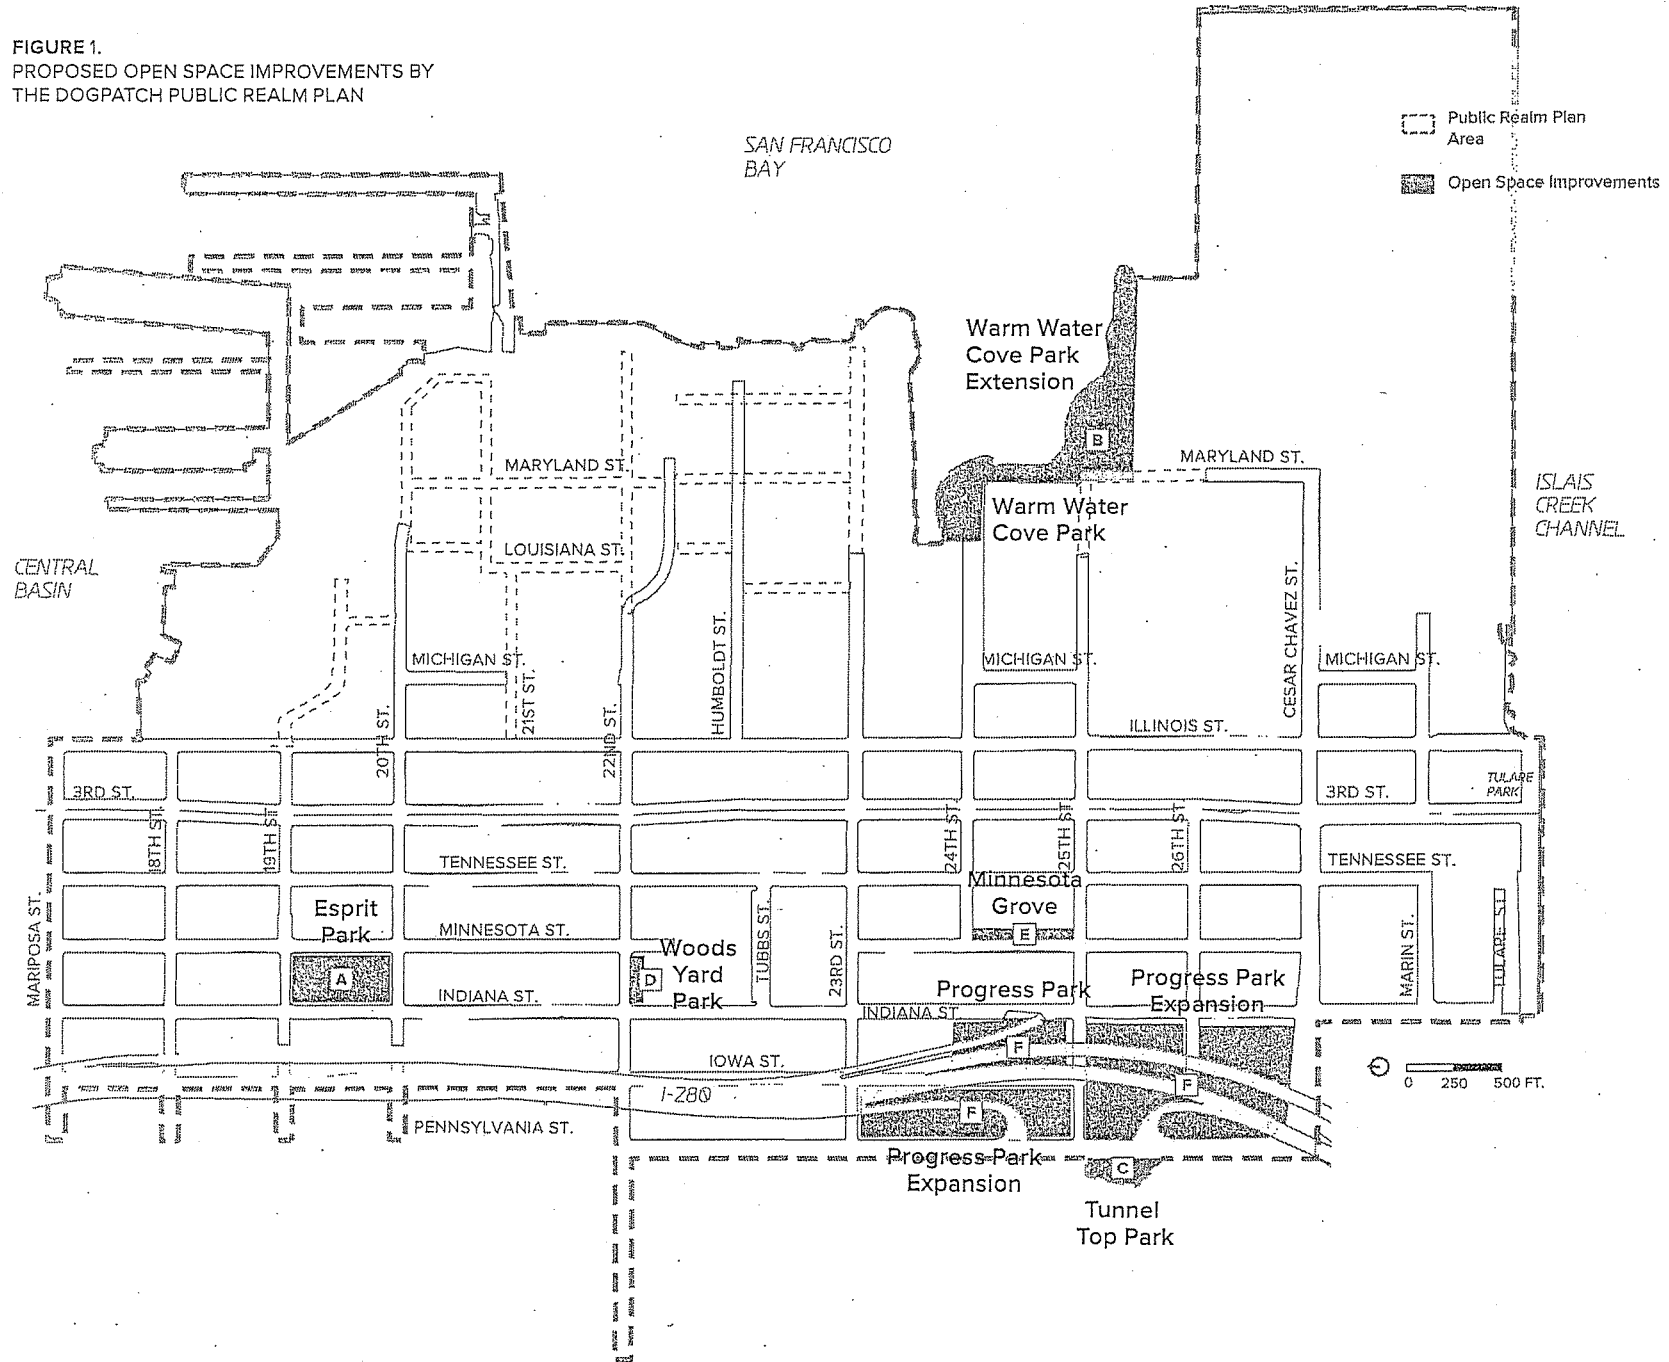 FIGURE 1.
PROPOSED OPEN SPACE IMPROVEMENTS BY
THE DOGPATCH PUBLIC REALM PLAN
SAN FRANCISCO
BAY
Public Realm Plan
Area
Open Space Improvements
Warm Water
Cove Park
Extension
B
MARYLAND ST.
MARYLAND ST.
Warm Water
Cove Park
ISLAIS
CREEK
CHANNEL
CENTRAL
BASIN
LOUISIANA ST.
MICHIGAN ST.
MICHIGAN ST.
MICHIGAN ST.
20TH ST.
21ST ST.
22ND ST.
HUMBOLDT ST.
CESAR CHAVEZ ST.
ILLINOIS ST.
3RD ST.
3RD ST.
TULARE
PARK
18TH ST.
19TH ST.
24TH ST.
25TH ST.
26TH ST.
TENNESSEE ST.
TENNESSEE ST.
MARIPOSA ST.
Esprit
Park
A
MINNESOTA ST.
Minnesota
Grove
E
Woods
Yard
Park
D
TUBBS ST.
23RD ST.
MARIN ST.
TULARE ST.
INDIANA ST.
Progress Park
Progress Park
Expansion
INDIANA ST.
IOWA ST.
F
F
F
I-280
0 250 500 FT.
PENNSYLVANIA ST.
Progress Park
Expansion
C
Tunnel
Top Park